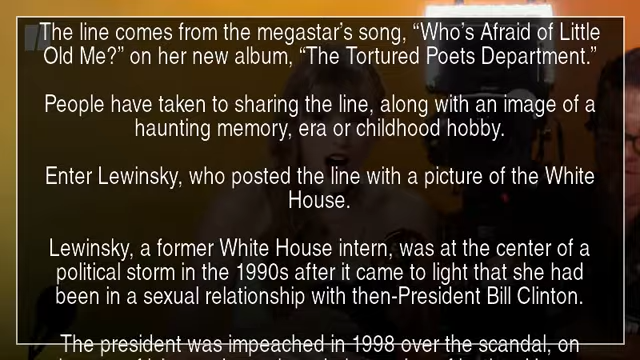 The line comes from the megastar’s song, “Who’s Afraid of Little
Old Me?” on her new album, “The Tortured Poets Department.”
People have taken to sharing the line, along with an image of a
haunting memory, era or childhood hobby.
Enter Lewinsky, who posted the line with a picture of the White
House.
Lewinsky, a former White House intern, was at the center of a
political storm in the 1990s after it came to light that she had
been in a sexual relationship with then-President Bill Clinton.
The president was impeached in 1998 over the scandal, on